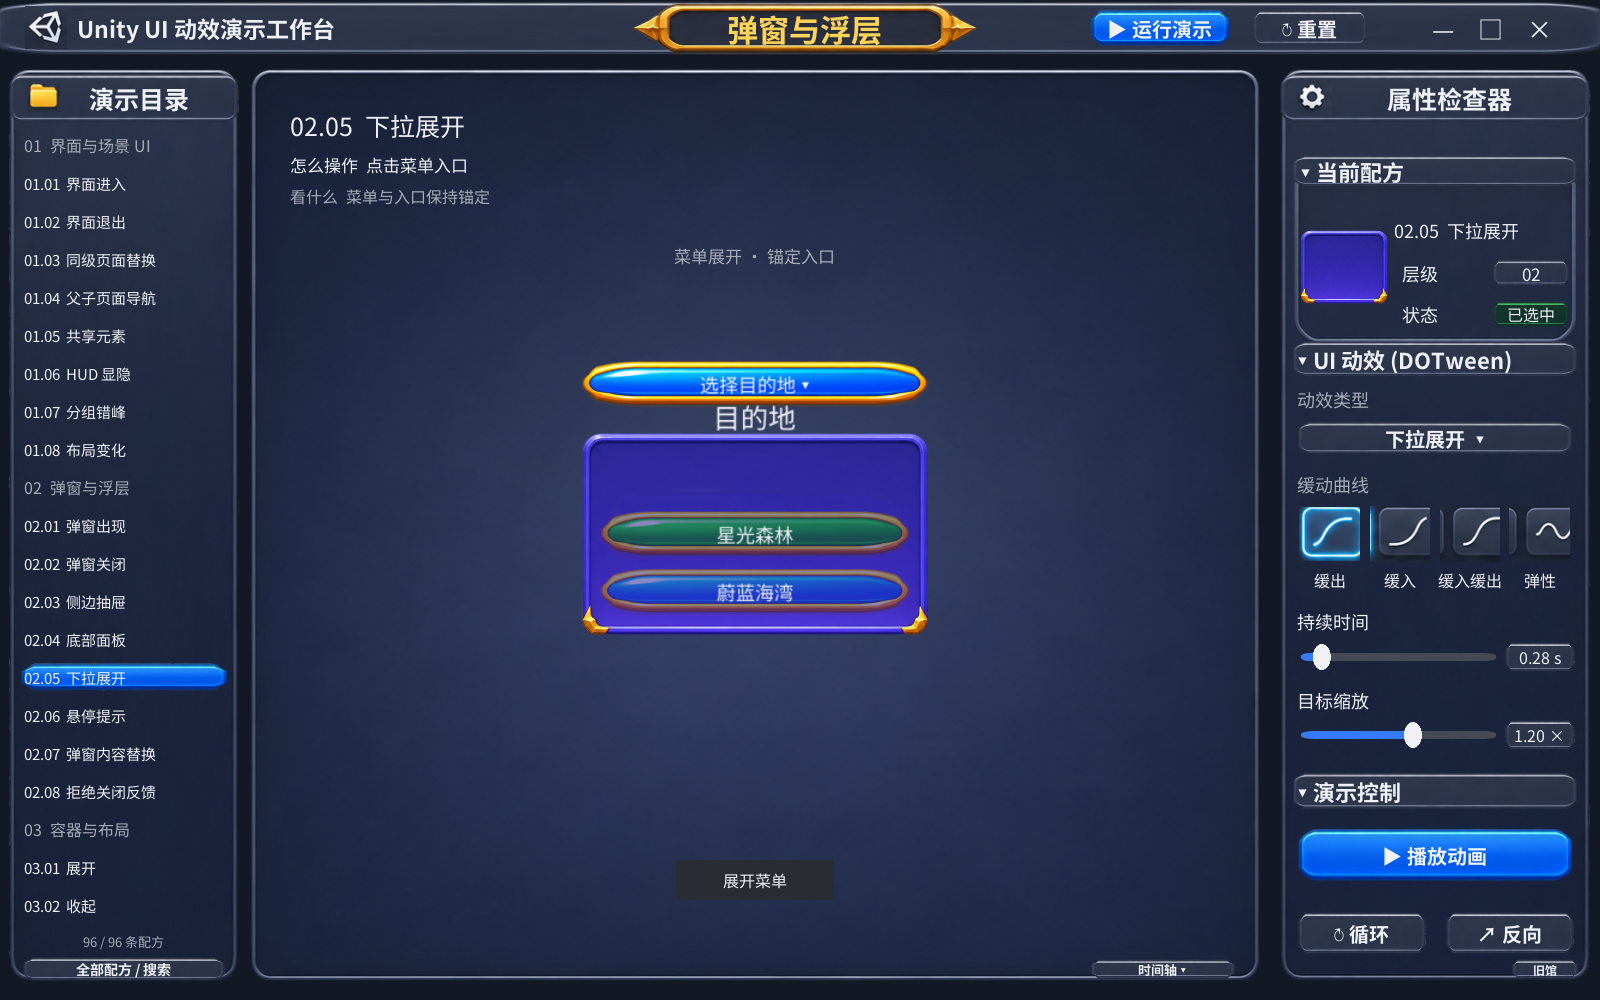 Unity UI 动效演示工作台
弹窗与浮层
▶ 运行演示
↻ 重置
演示目录
01 界面与场景 UI
01.01 界面进入
01.02 界面退出
01.03 同级页面替换
01.04 父子页面导航
01.05 共享元素
01.06 HUD 显隐
01.07 分组错峰
01.08 布局变化
02 弹窗与浮层
02.01 弹窗出现
02.02 弹窗关闭
02.03 侧边抽屉
02.04 底部面板
02.05 下拉展开
02.06 悬停提示
02.07 弹窗内容替换
02.08 拒绝关闭反馈
03 容器与布局
03.01 展开
03.02 收起
96 / 96 条配方
全部配方 / 搜索
02.05 下拉展开
怎么操作 点击菜单入口
看什么 菜单与入口保持锚定
菜单展开 · 锚定入口
选择目的地 ▾
目的地
星光森林
蔚蓝海湾
展开菜单
时间轴 ▾
属性检查器
▾ 当前配方
02.05 下拉展开
层级 02
状态 已选中
▾ UI 动效 (DOTween)
动效类型
下拉展开 ▾
缓动曲线
缓出 缓入 缓入缓出 弹性
持续时间
0.28 s
目标缩放
1.20 ×
▾ 演示控制
▶ 播放动画
↻ 循环
↗ 反向
旧馆